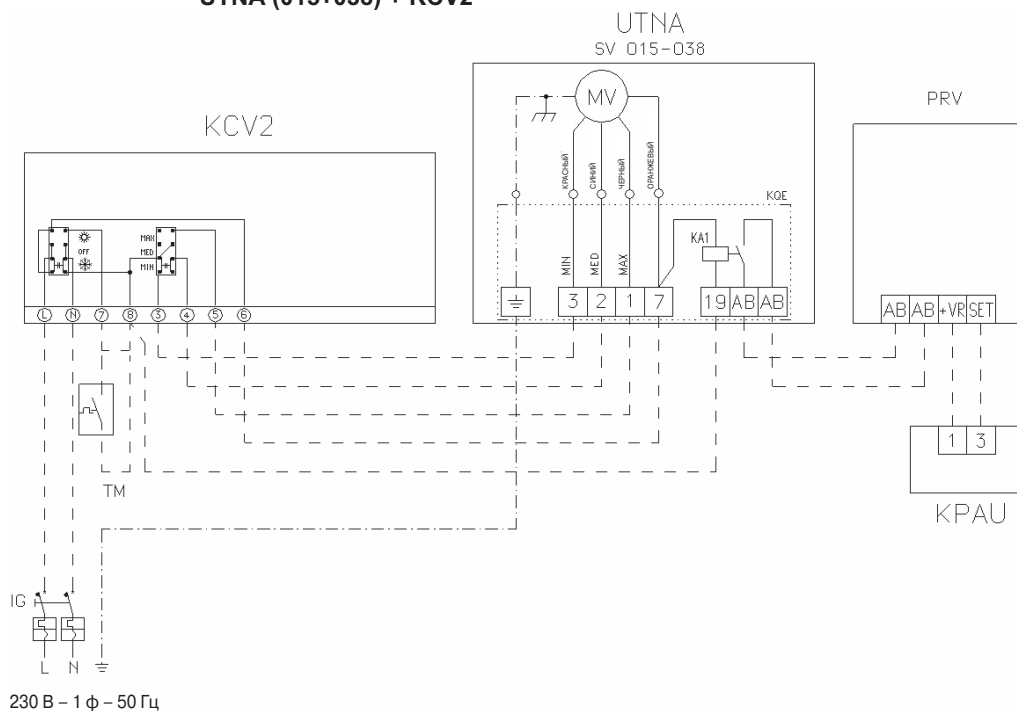 UTNA (015÷038) + KCV2
UTNA
SV 015-038
PRV
KCV2
MV
КРАСНЫЙ
СИНИЙ
ЧЕРНЫЙ
ОРАНЖЕВЫЙ
KQE
KA1
MAX
MED
MIN
OFF
MIN
MED
MAX
3 2 1 7 19 AB AB
AB AB +VR SET
L N 7 8 3 4 5 6
1 3
KPAU
TM
IG
L N
230 В – 1 ф – 50 Гц